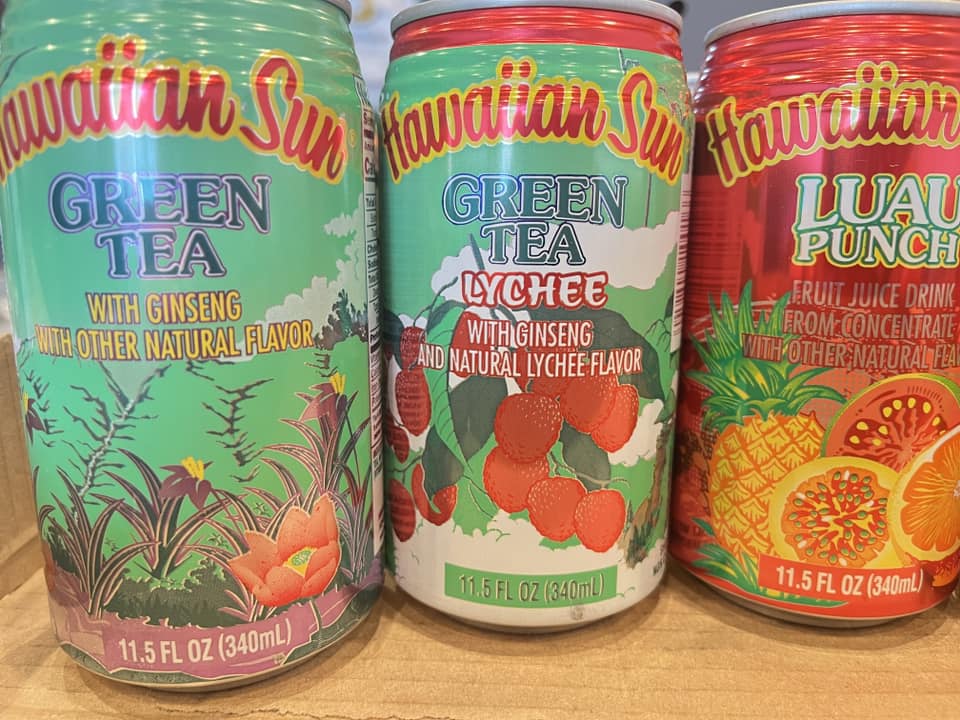 Hawaiian Sun
GREEN
TEA
WITH GINSENG
WITH OTHER NATURAL FLAVOR
11.5 FL OZ (340mL)
Hawaiian Sun
GREEN
TEA
LYCHEE
WITH GINSENG
AND NATURAL LYCHEE FLAVOR
11.5 FL OZ (340mL)
Hawaiian
LUAU
PUNCH
FRUIT JUICE DRINK
FROM CONCENTRATE
WITH OTHER NATURAL
11.5 FL OZ (340mL)